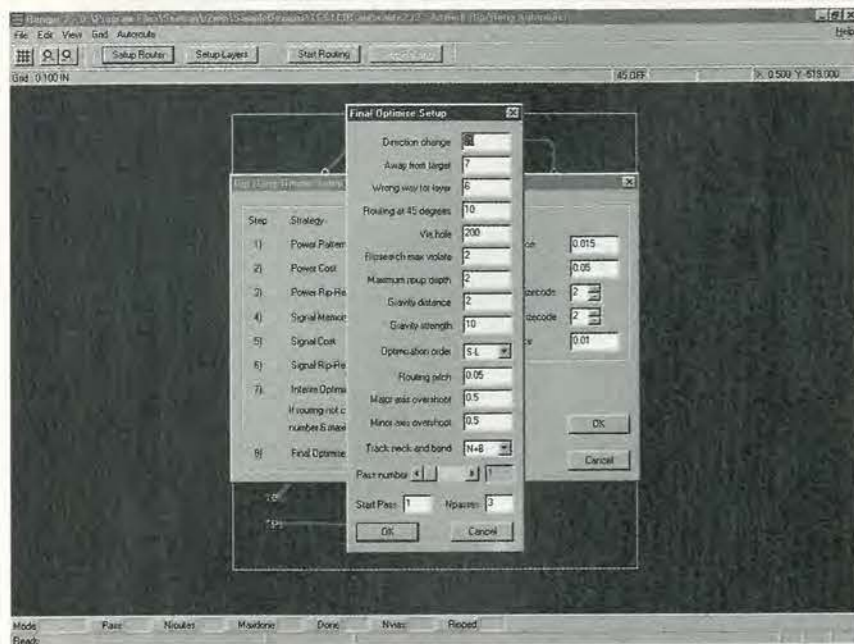 File Edit View Grid Autoroute Help
Setup Router Setup Layers Start Routing
Grid : 0.100 IN 45 OFF X: 0.500 Y:
Final Optimise Setup
Direction change
Away from target 7
Wrong way for layer 6
Routing at 45 degrees 10
Via hole 200
max violate 2
Maximum ripup depth 2
Gravity distance 2
Gravity strength 10
Optimisation order S-L
Routing pitch 0.05
Major axis overshoot 0.5
Minor axis overshoot 0.5
Track neck and bend N+B
Pass number 1
Start Pass 1 Npasses 3
OK Cancel
Step Strategy
1) Power Pattern 0.015
2) Power Cost 0.05
3) Power Rip-Re 2
4) Signal Memory 2
5) Signal Cost 0.01
6) Signal Rip-Re
7) Interim Optimi
If routing not c
number & maxi
8) Final Optimise
OK
Cancel
Mode Pass Nroutes Maxdone Done Nvias Ripped
Ready